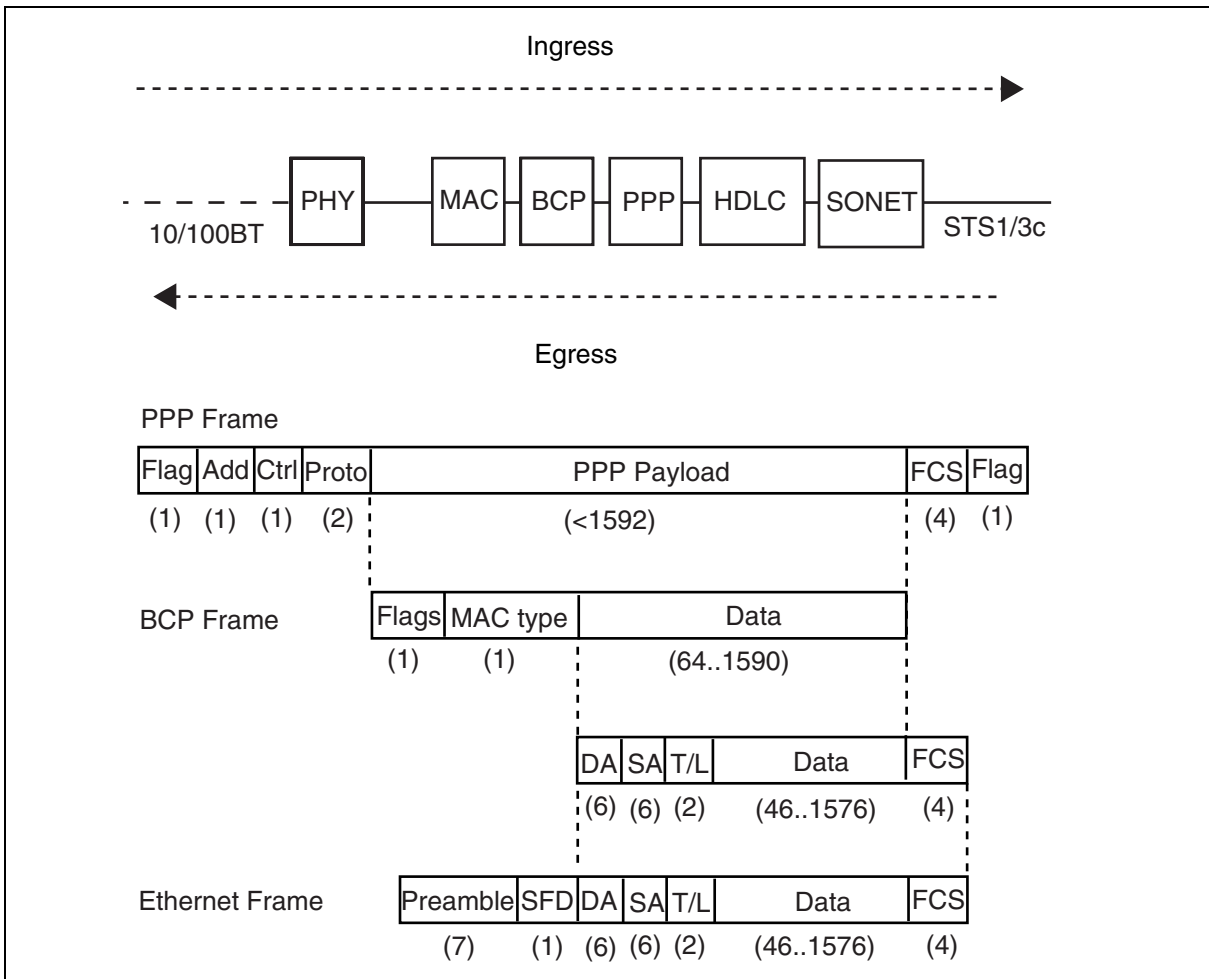 Ingress
PHY MAC BCP PPP HDLC SONET
10/100BT STS1/3c
Egress
PPP Frame
Flag Add Ctrl Proto PPP Payload FCS Flag
(1) (1) (1) (2) (<1592) (4) (1)
BCP Frame Flags MAC type Data
(1) (1) (64..1590)
DA SA T/L Data FCS
(6) (6) (2) (46..1576) (4)
Ethernet Frame Preamble SFD DA SA T/L Data FCS
(7) (1) (6) (6) (2) (46..1576) (4)